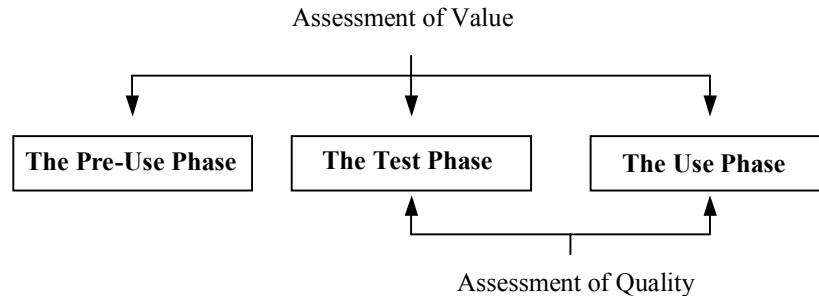 Assessment of Value
The Pre-Use Phase
The Test Phase
The Use Phase
Assessment of Quality